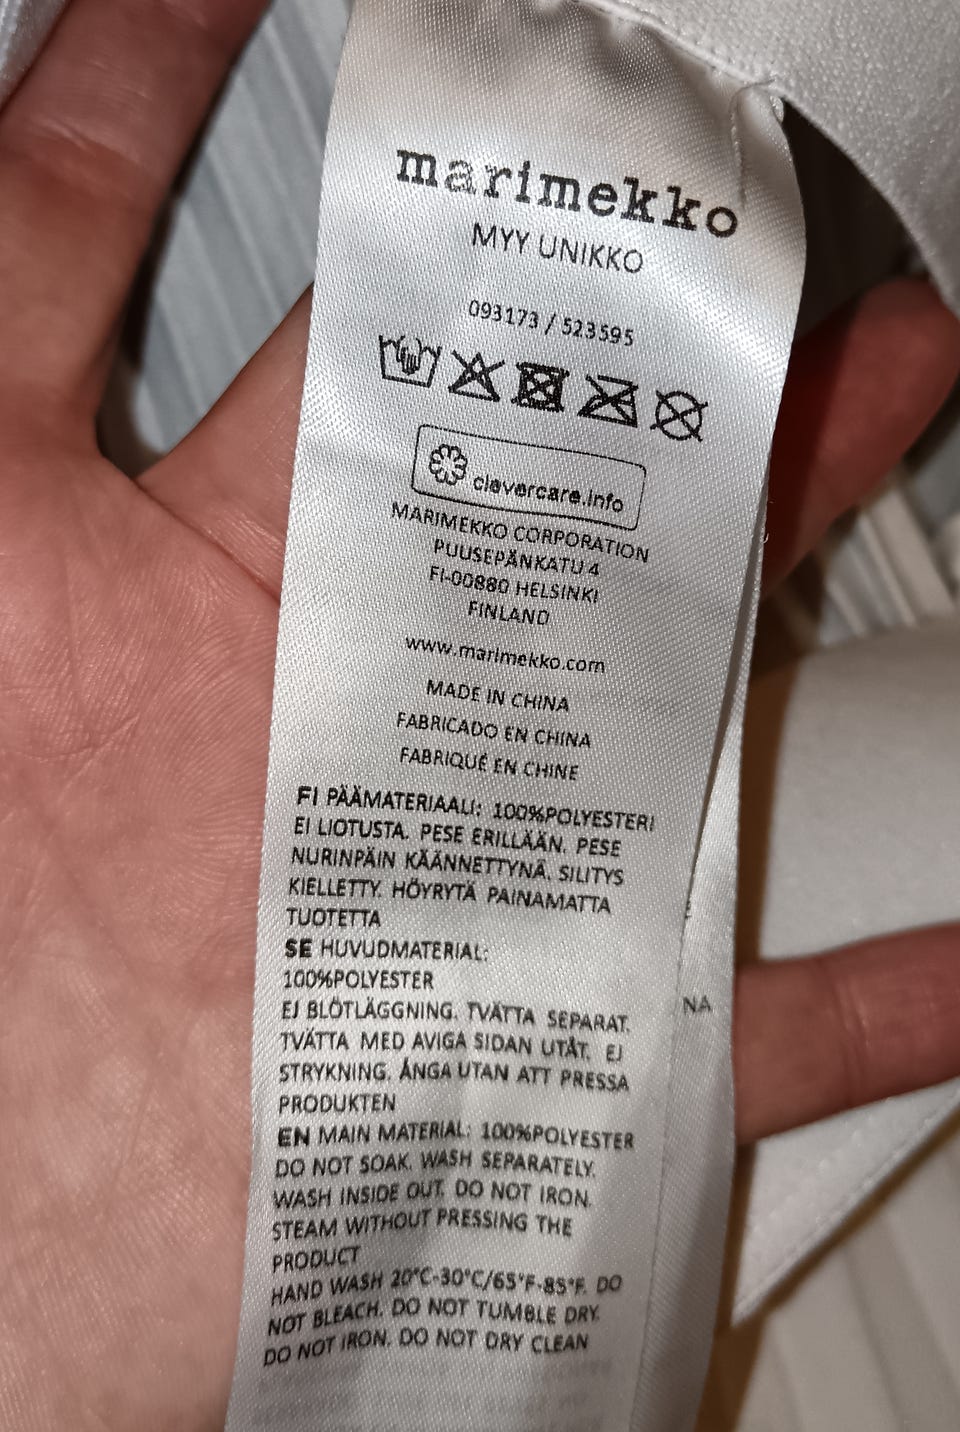 marimekko
MYY UNIKKO
093173 / 523595
clevercare.info
MARIMEKKO CORPORATION
PUUSEPÄNKATU 4
FI-00880 HELSINKI
FINLAND
www.marimekko.com
MADE IN CHINA
FABRICADO EN CHINA
FABRIQUÉ EN CHINE
FI PÄÄMATERIAALI: 100%POLYESTERI
EI LIOTUSTA. PESE ERILLÄÄN. PESE
NURINPÄIN KÄÄNNETTYNÄ. SILITYS
KIELLETTY. HÖYRYTÄ PAINAMATTA
TUOTETTA
SE HUVUDMATERIAL:
100%POLYESTER
EJ BLÖTLÄGGNING. TVÄTTA SEPARAT.
TVÄTTA MED AVIGA SIDAN UTÅT. EJ
STRYKNING. ÅNGA UTAN ATT PRESSA
PRODUKTEN
EN MAIN MATERIAL: 100%POLYESTER
DO NOT SOAK. WASH SEPARATELY.
WASH INSIDE OUT. DO NOT IRON.
STEAM WITHOUT PRESSING THE
PRODUCT
HAND WASH 20°C-30°C/65°F-85°F. DO
NOT BLEACH. DO NOT TUMBLE DRY.
DO NOT IRON. DO NOT DRY CLEAN
NA